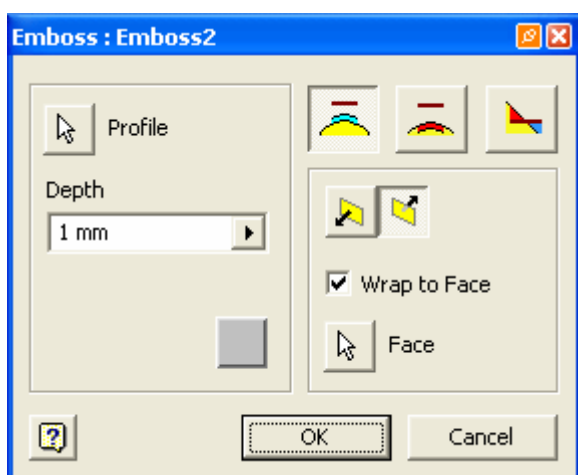 Emboss : Emboss2
Profile
Depth
1 mm
Wrap to Face
Face
OK
Cancel